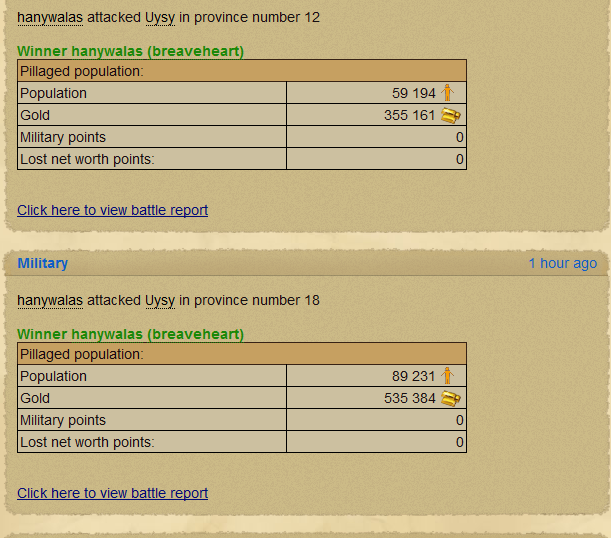 hanywalas attacked Uysy in province number 12
Winner hanywalas (breaveheart)
Pillaged population:
Population 59 194
Gold 355 161
Military points 0
Lost net worth points: 0
Click here to view battle report
Military 1 hour ago
hanywalas attacked Uysy in province number 18
Winner hanywalas (breaveheart)
Pillaged population:
Population 89 231
Gold 535 384
Military points 0
Lost net worth points: 0
Click here to view battle report